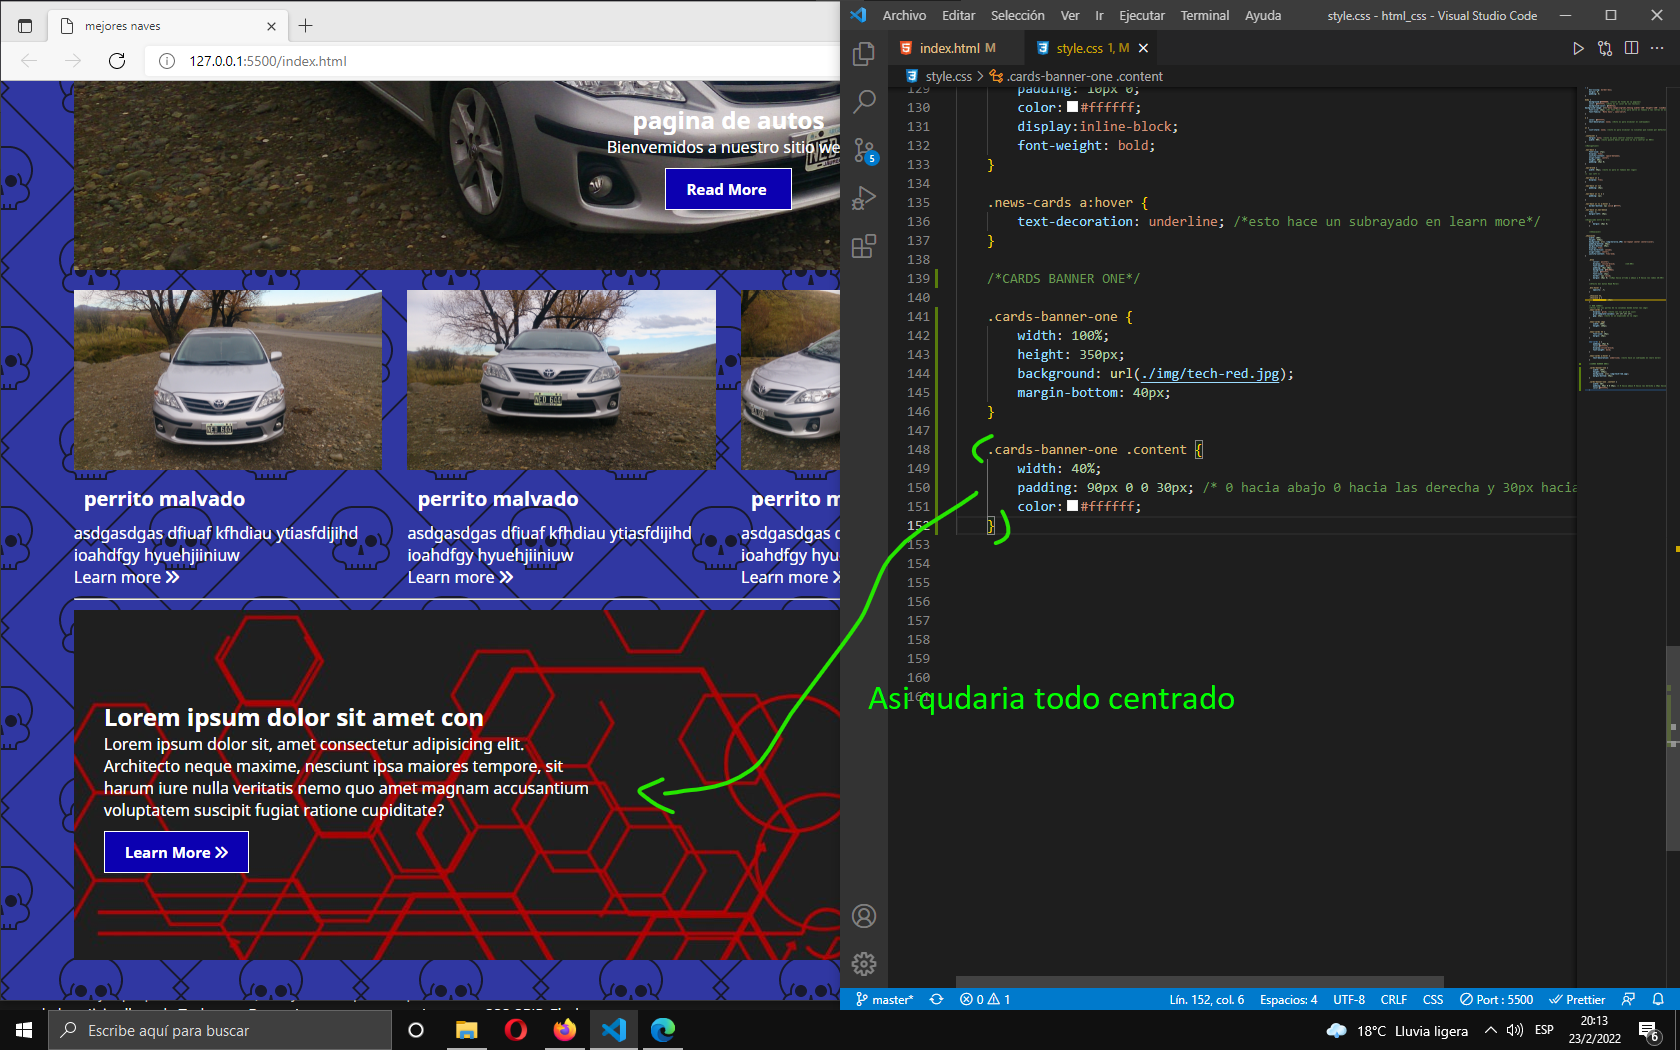 mejores naves
127.0.0.1:5500/index.html
pagina de autos
Bienvenidos a nuestro sitio we
Read More
perrito malvado
asdgasdgas dfiuaf kfhdiau ytiasfdijihd
ioahdfgy hyuehjiiniuw
Learn more
perrito malvado
asdgasdgas dfiuaf kfhdiau ytiasfdijihd
ioahdfgy hyuehjiiniuw
Learn more
perrito m
asdgasdgas
ioahdfgy hyu
Learn more
Lorem ipsum dolor sit amet con
Lorem ipsum dolor sit, amet consectetur adipisicing elit.
Architecto neque maxime, nesciunt ipsa maiores tempore, sit
harum iure nulla veritatis nemo quo amet magnam accusantium
voluptatem suscipit fugiat ratione cupiditate?
Learn More
Archivo Editar Selección Ver Ir Ejecutar Terminal Ayuda style.css - html_css - Visual Studio Code
index.html M style.css 1, M
style.css > .cards-banner-one .content
129 padding: 10px 0;
130 color: #ffffff;
131 display:inline-block;
132 font-weight: bold;
133 }
134
135 .news-cards a:hover {
136 text-decoration: underline; /*esto hace un subrayado en learn more*/
137 }
138
139 /*CARDS BANNER ONE*/
140
141 .cards-banner-one {
142 width: 100%;
143 height: 350px;
144 background: url(./img/tech-red.jpg);
145 margin-bottom: 40px;
146 }
147
148 .cards-banner-one .content {
149 width: 40%;
150 padding: 90px 0 0 30px; /* 0 hacia abajo 0 hacia las derecha y 30px hacia
151 color: #ffffff;
152 }
153
154
155
156
157
158
159
160
161
Asi qudaria todo centrado
5
master* 0 1 Lín. 152, col. 6 Espacios: 4 UTF-8 CRLF CSS Port : 5500 Prettier
Escribe aquí para buscar
18°C Lluvia ligera ESP 20:13
23/2/2022
6